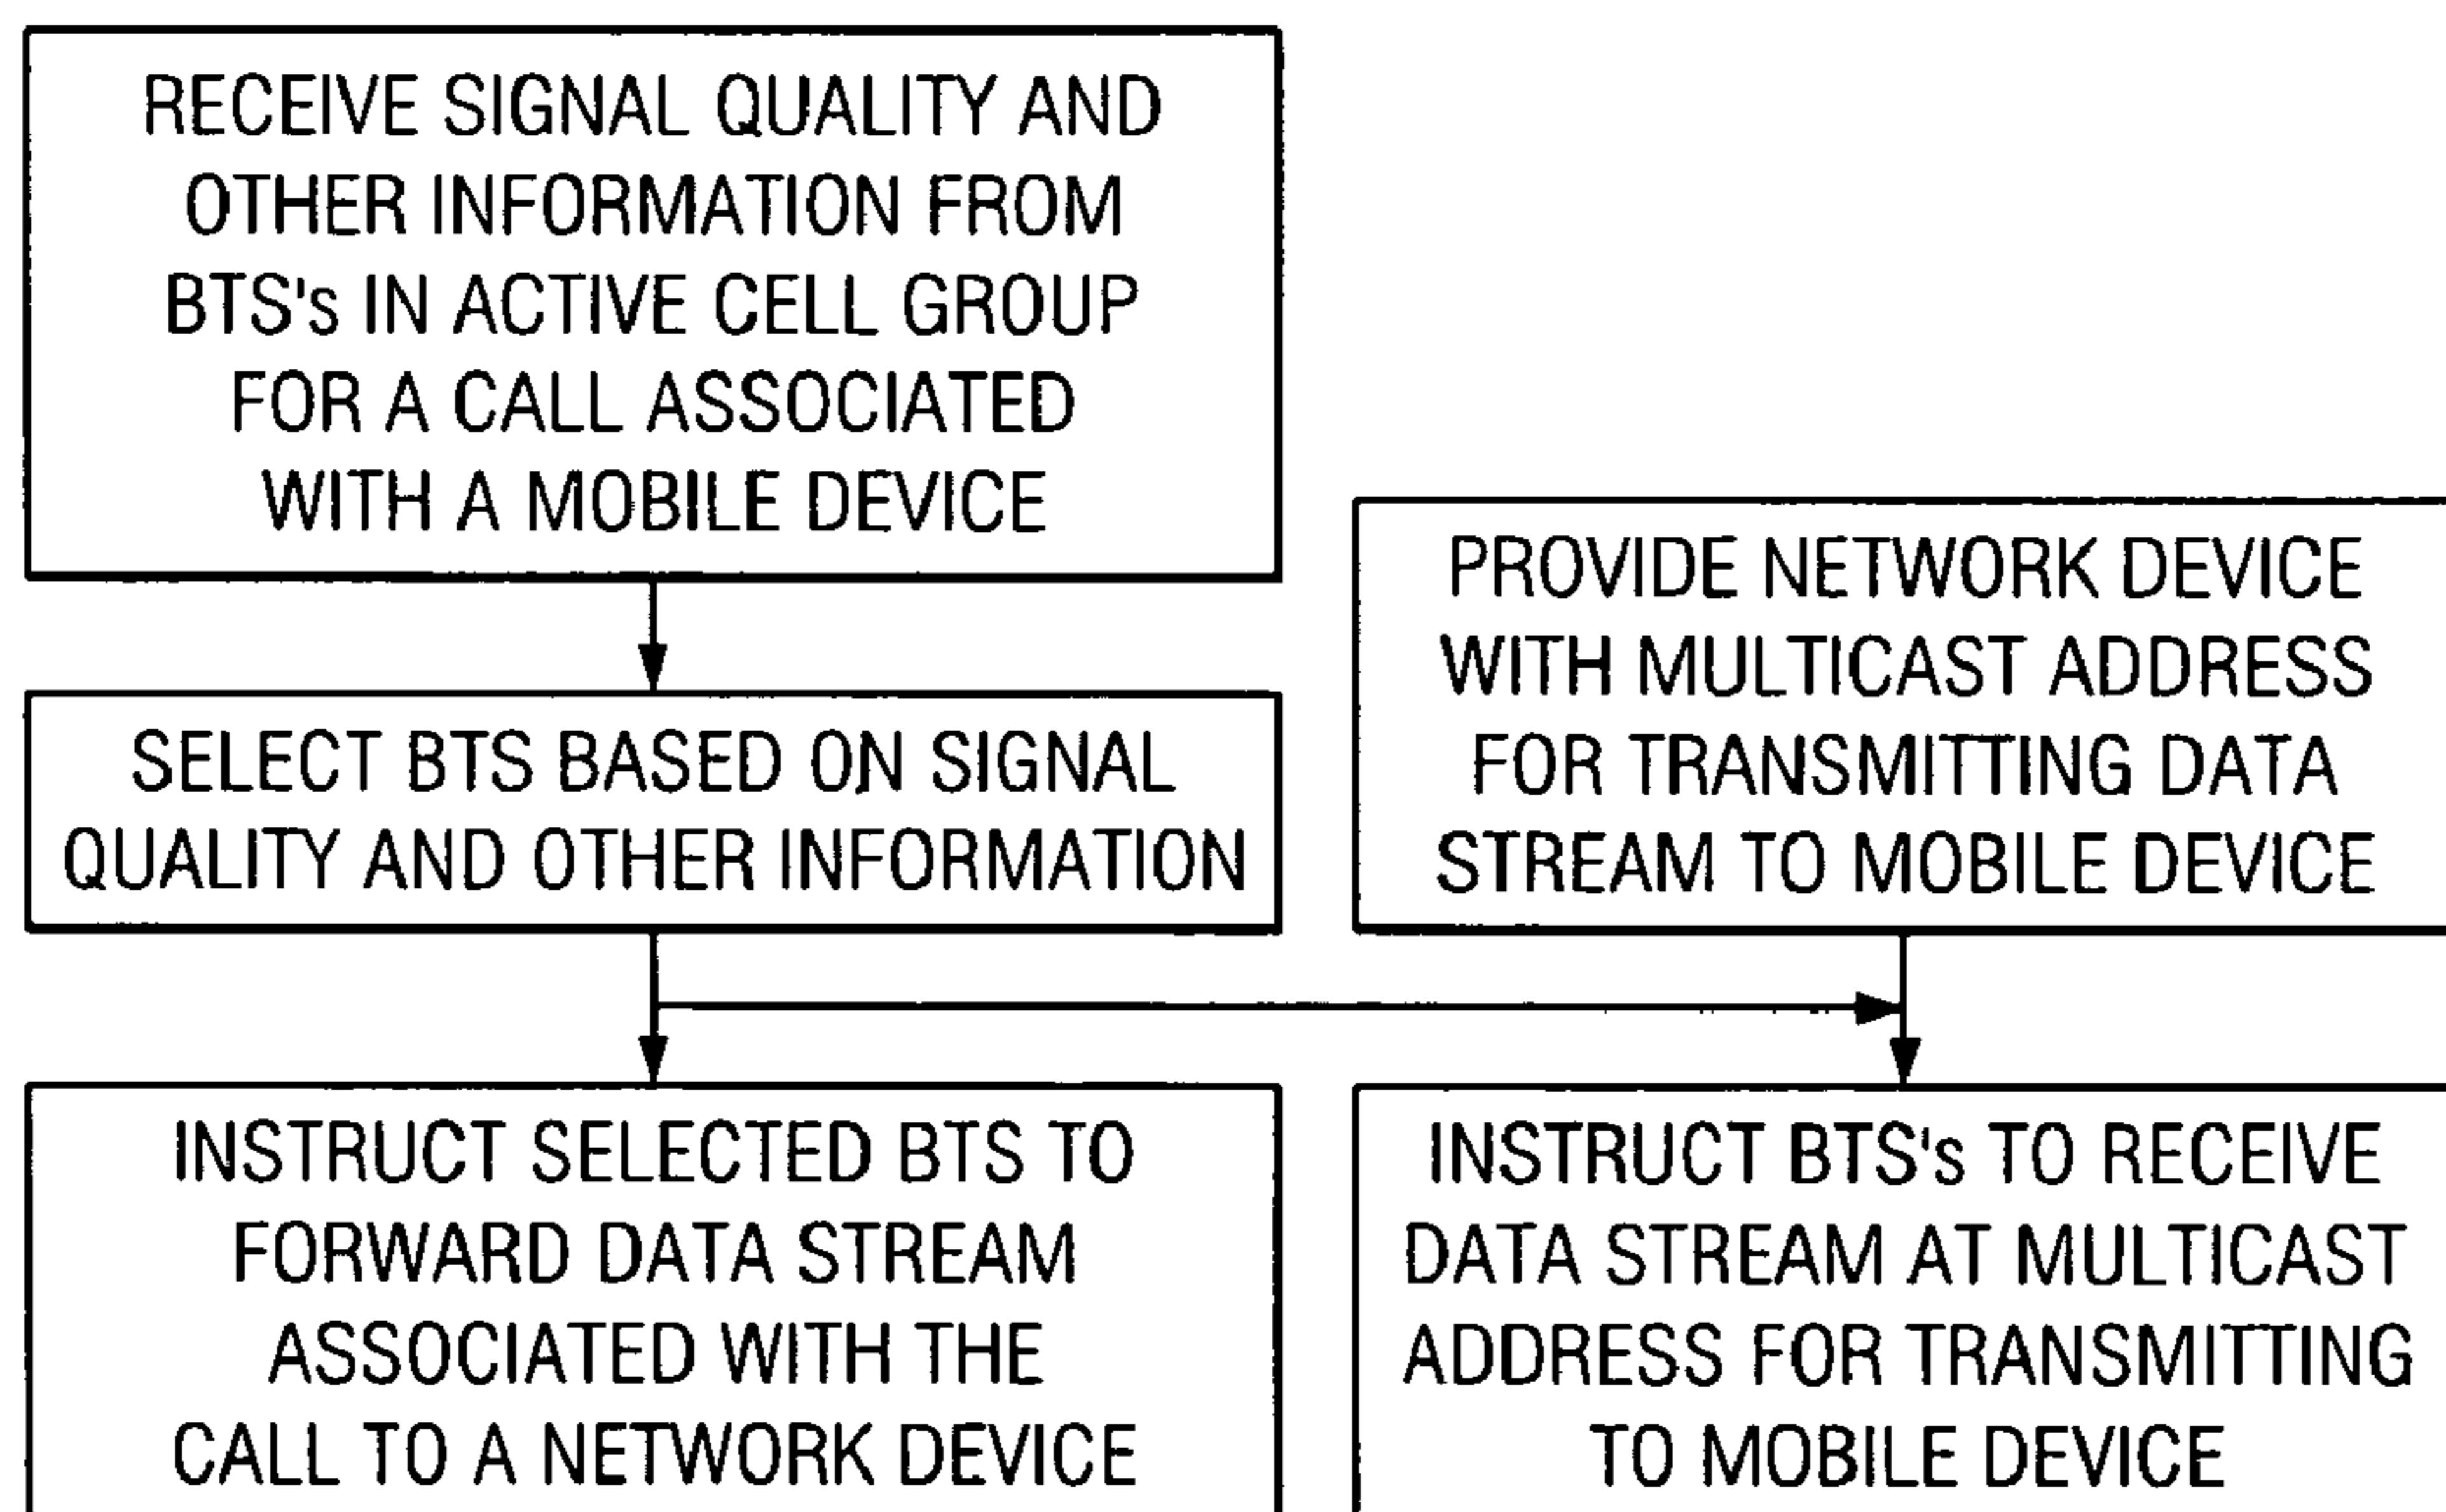 RECEIVE SIGNAL QUALITY AND
OTHER INFORMATION FROM
BTS's IN ACTIVE CELL GROUP
FOR A CALL ASSOCIATED
WITH A MOBILE DEVICE
PROVIDE NETWORK DEVICE
WITH MULTICAST ADDRESS
FOR TRANSMITTING DATA
STREAM TO MOBILE DEVICE
SELECT BTS BASED ON SIGNAL
QUALITY AND OTHER INFORMATION
INSTRUCT SELECTED BTS TO
FORWARD DATA STREAM
ASSOCIATED WITH THE
CALL TO A NETWORK DEVICE
INSTRUCT BTS's TO RECEIVE
DATA STREAM AT MULTICAST
ADDRESS FOR TRANSMITTING
TO MOBILE DEVICE